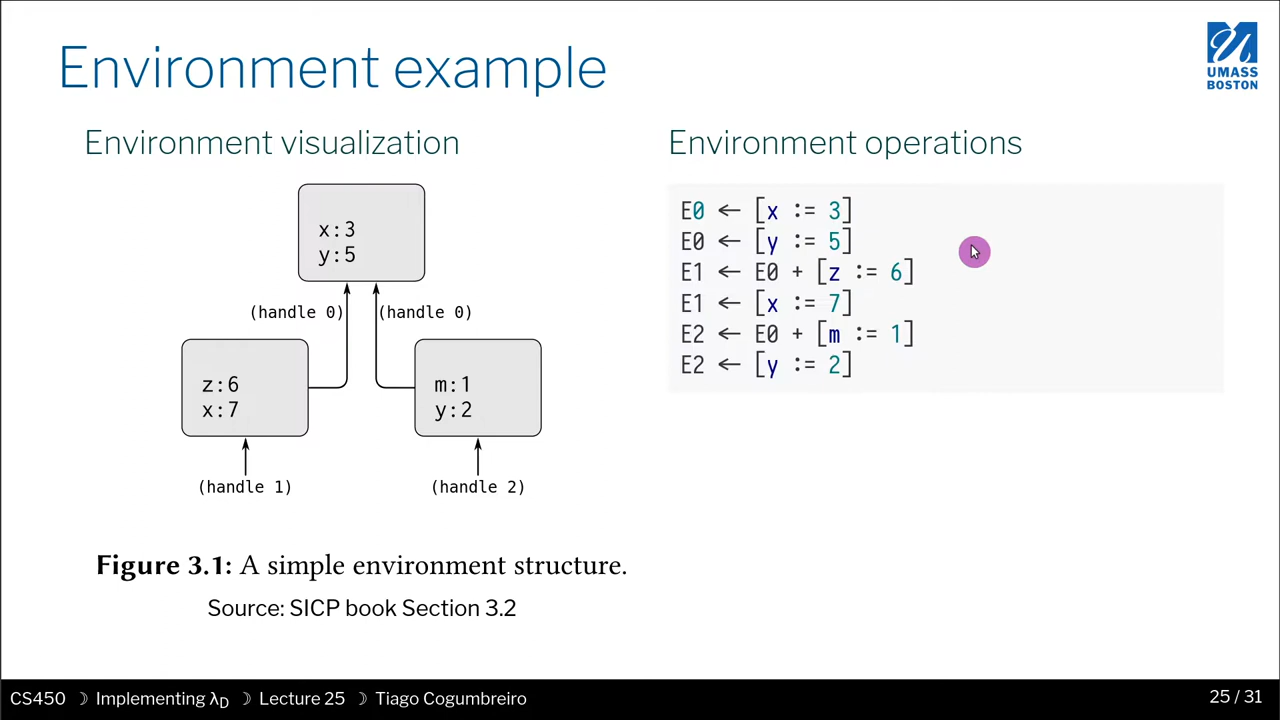 Environment example
UMASS
BOSTON
Environment visualization
x:3
y:5
(handle 0)
(handle 0)
z:6
x:7
m:1
y:2
(handle 1)
(handle 2)
Figure 3.1: A simple environment structure.
Source: SICP book Section 3.2
Environment operations
E0 ← [x := 3]
E0 ← [y := 5]
E1 ← E0 + [z := 6]
E1 ← [x := 7]
E2 ← E0 + [m := 1]
E2 ← [y := 2]
CS450 ☽ Implementing λD ☽ Lecture 25 ☽ Tiago Cogumbreiro
25 / 31